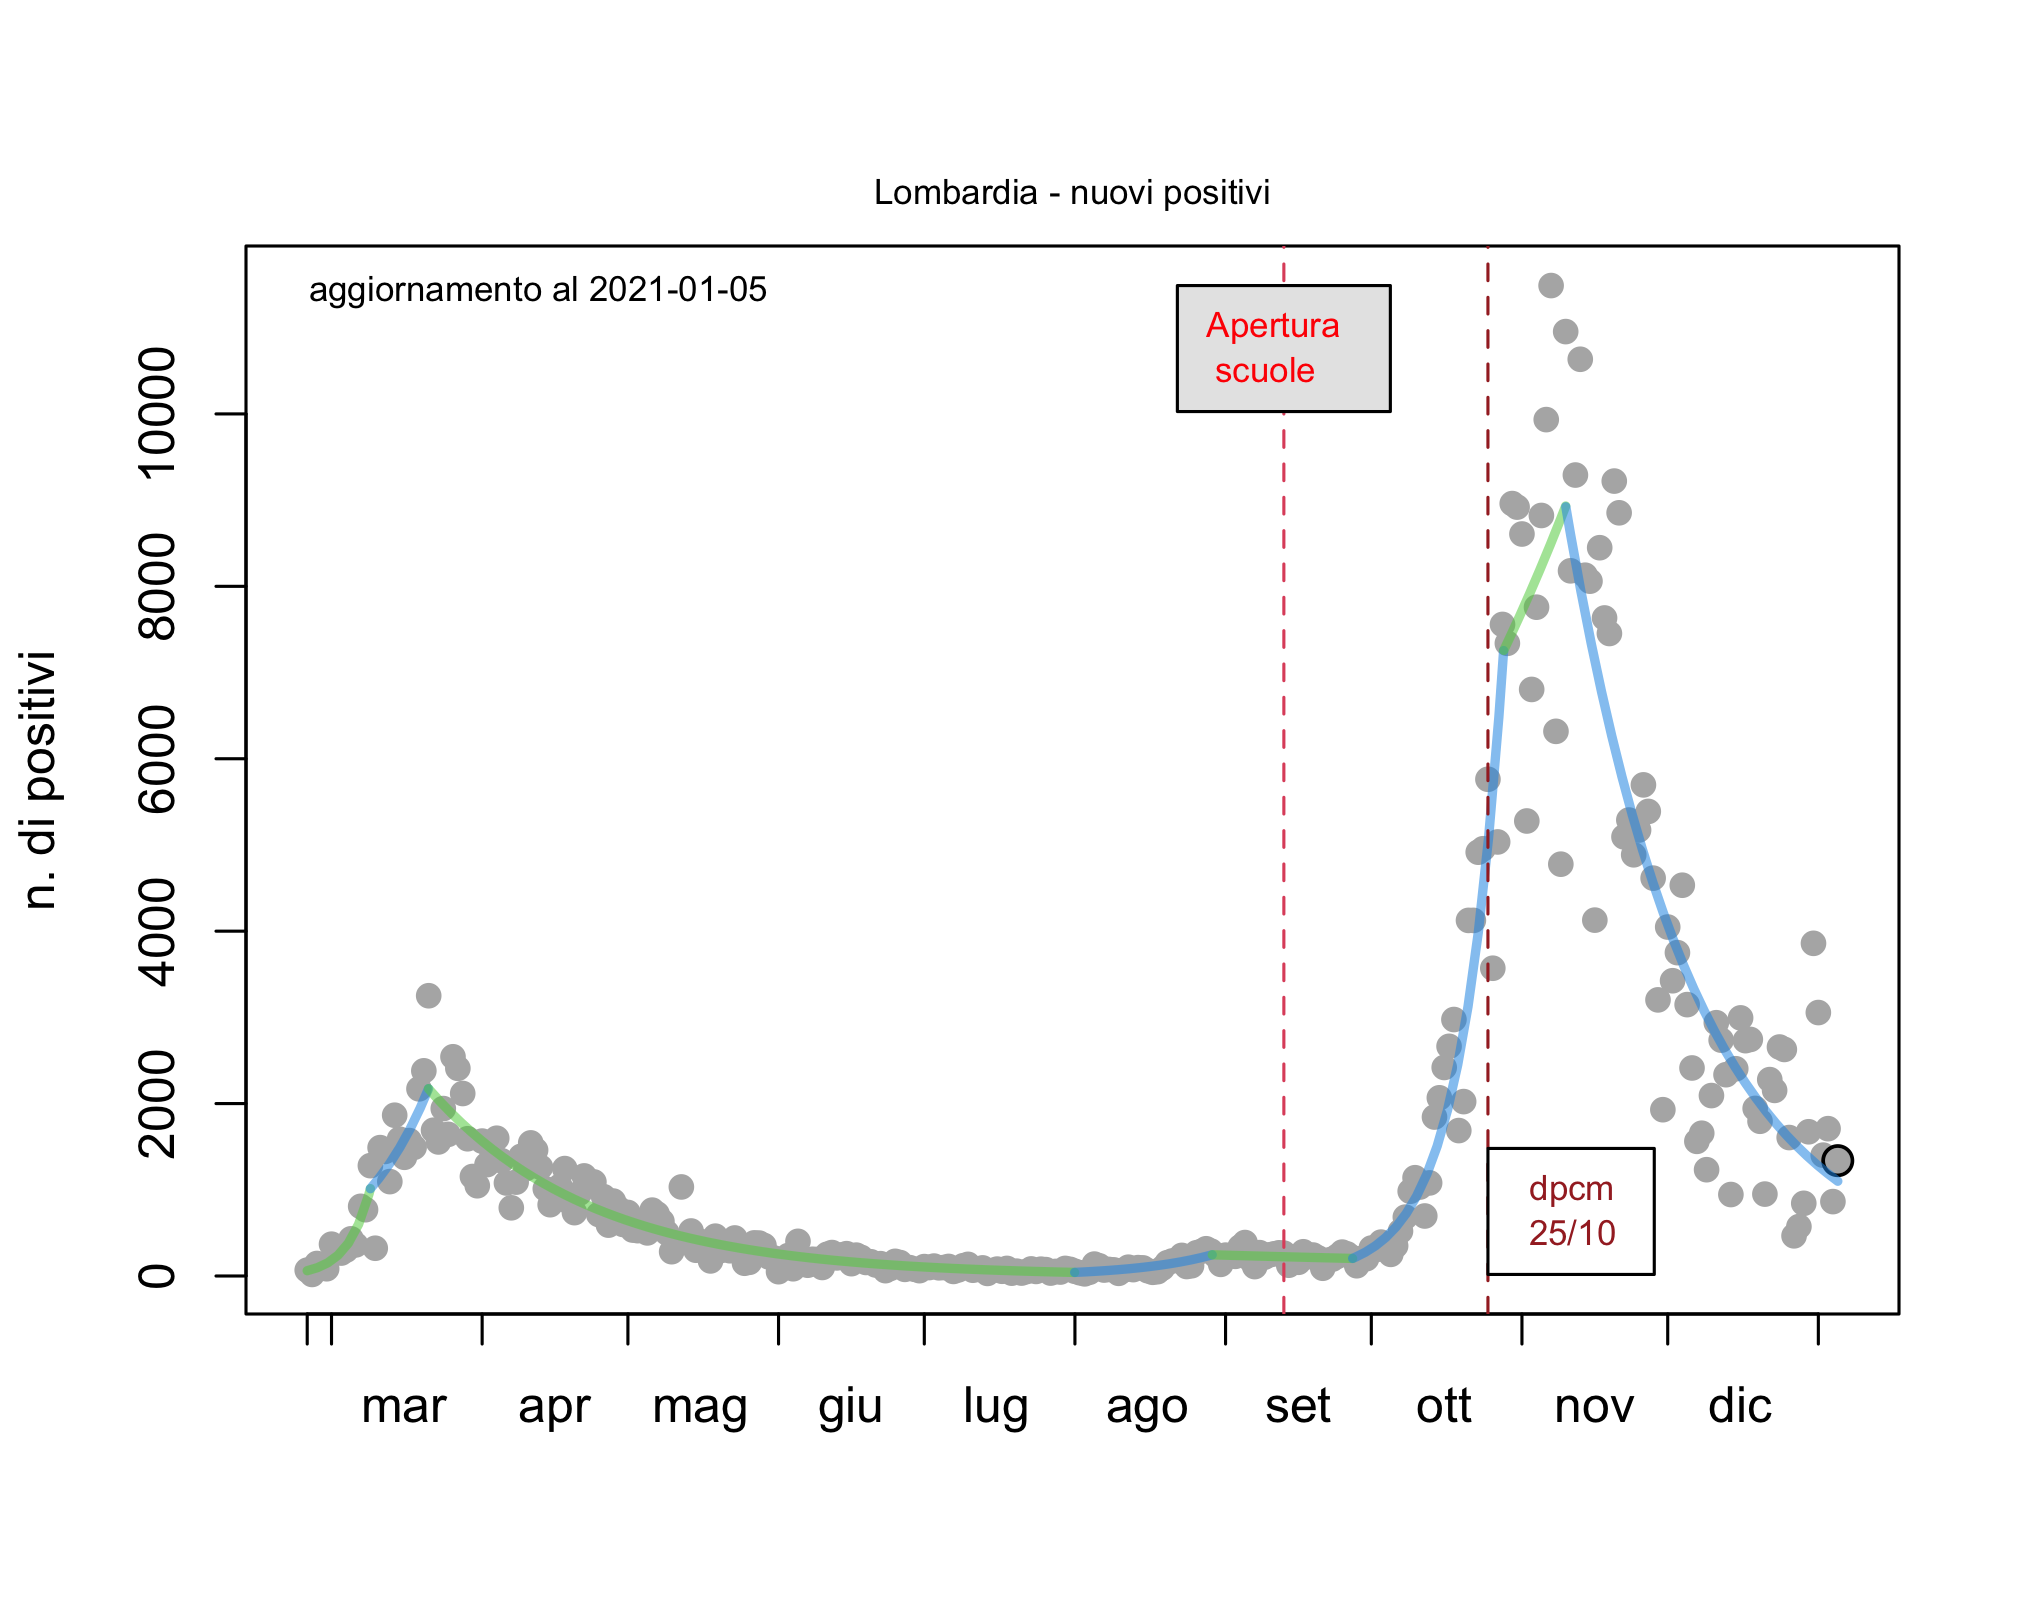 Lombardia - nuovi positivi
aggiornamento al 2021-01-05
Apertura
scuole
n. di positivi
10000
8000
6000
4000
2000
0
dpcm
25/10
mar apr mag giu lug ago set ott nov dic